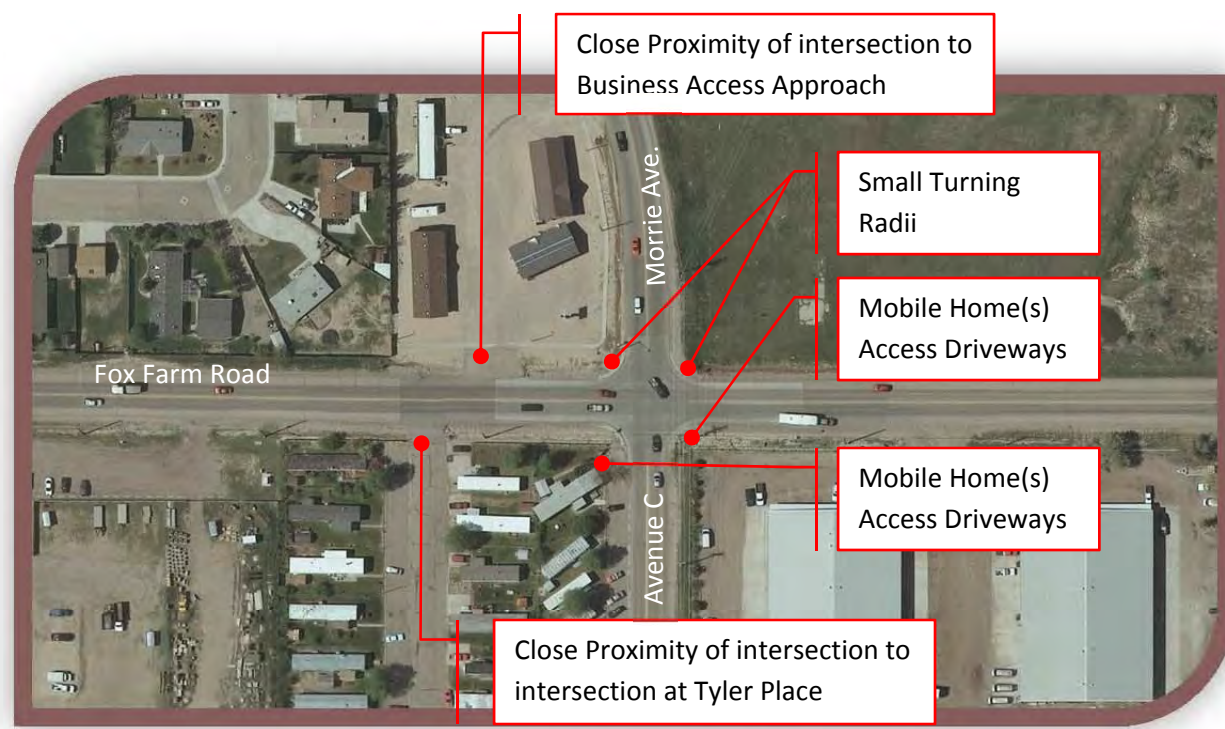 Close Proximity of intersection to
Business Access Approach
Morrie Ave.
Small Turning
Radii
Mobile Home(s)
Access Driveways
Fox Farm Road
Mobile Home(s)
Access Driveways
Avenue C
Close Proximity of intersection to
intersection at Tyler Place